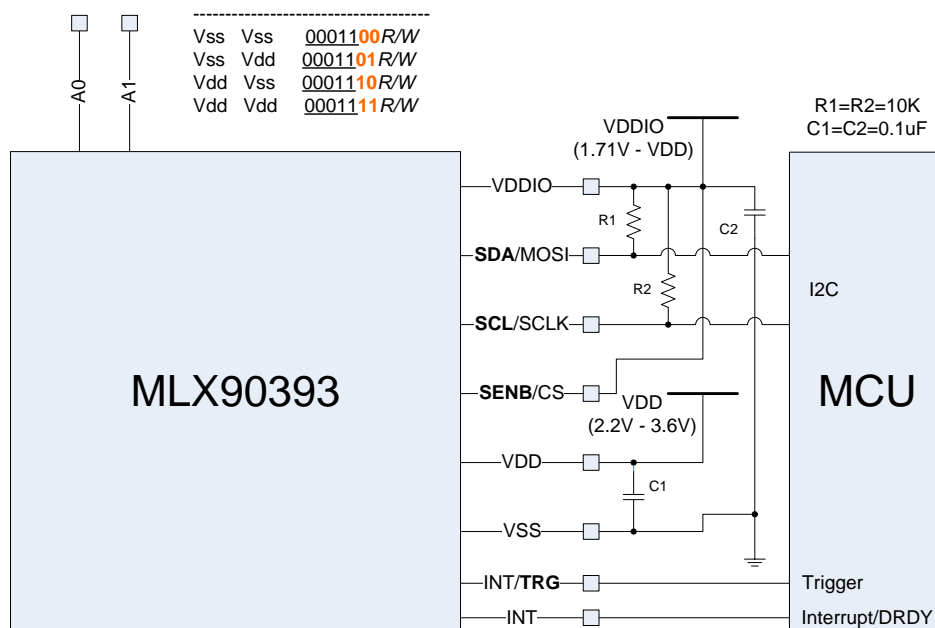 ----------------------------------
Vss Vss 0001100R/W
Vss Vdd 0001101R/W
Vdd Vss 0001110R/W
Vdd Vdd 0001111R/W
A0
A1
R1=R2=10K
C1=C2=0.1uF
VDDIO
(1.71V - VDD)
VDDIO
R1
C2
SDA/MOSI
R2
I2C
SCL/SCLK
MLX90393
MCU
SENB/CS
VDD
(2.2V - 3.6V)
VDD
C1
VSS
INT/TRG
Trigger
INT
Interrupt/DRDY